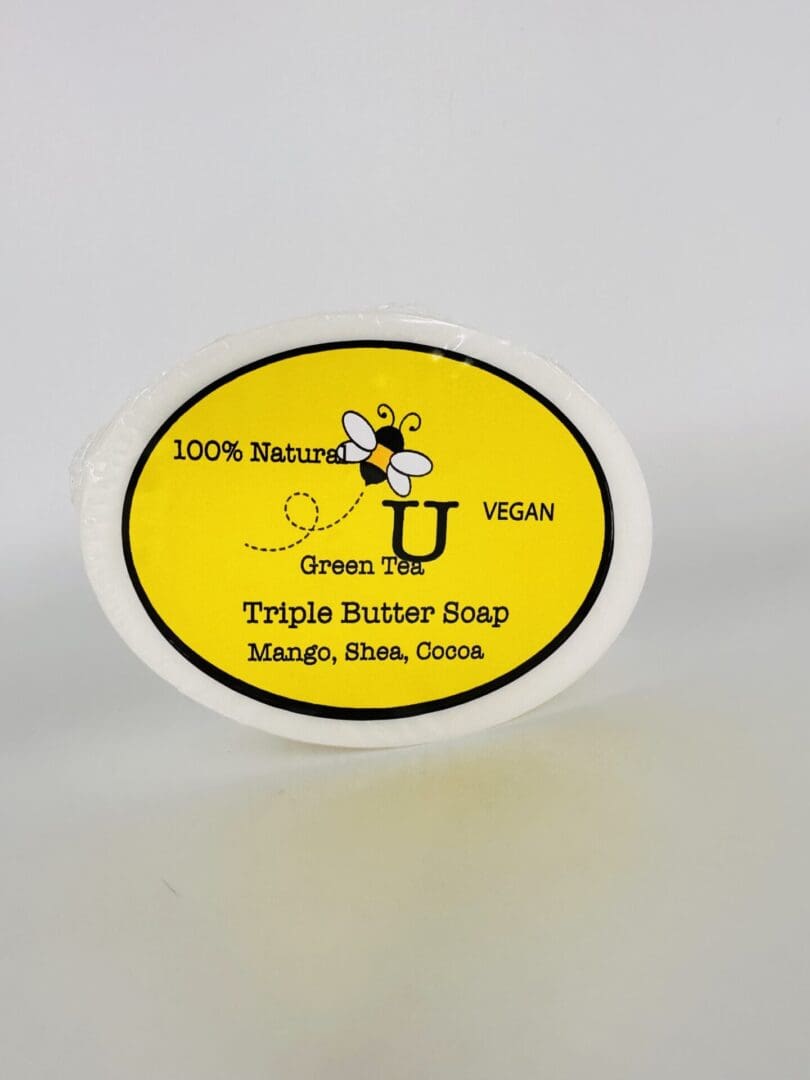 100% Natural
U
VEGAN
Green Tea
Triple Butter Soap
Mango, Shea, Cocoa